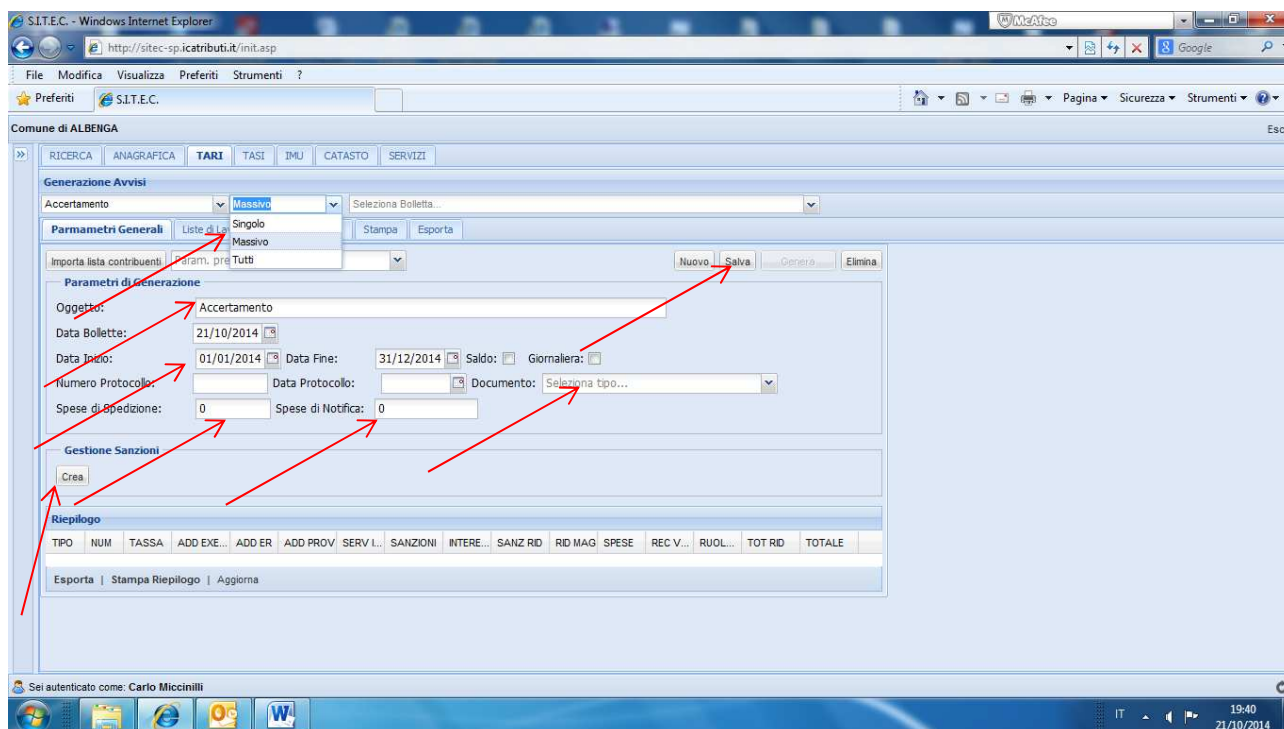 S.I.T.E.C. - Windows Internet Explorer
McAfee
http://sitec-sp.icatributi.it/init.asp
Google
File Modifica Visualizza Preferiti Strumenti ?
Preferiti S.I.T.E.C. Pagina Sicurezza Strumenti
Comune di ALBENGA Esc
RICERCA ANAGRAFICA TARI TASI IMU CATASTO SERVIZI
Generazione Avvisi
Accertamento Massivo Seleziona Bolletta...
Singolo
Massivo
Tutti
Parmametri Generali Liste di La Stampa Esporta
Importa lista contribuenti Param. pre Nuovo Salva Genera Elimina
Parametri di Generazione
Oggetto: Accertamento
Data Bollette: 21/10/2014
Data Inizio: 01/01/2014 Data Fine: 31/12/2014 Saldo: Giornaliera:
Numero Protocollo: Data Protocollo: Documento: Seleziona tipo...
Spese di Spedizione: 0 Spese di Notifica: 0
Gestione Sanzioni
Crea
Riepilogo
TIPO NUM TASSA ADD EXE... ADD ER ADD PROV SERV I... SANZIONI INTERE... SANZ RID RID MAG SPESE REC V... RUOL... TOT RID TOTALE
Esporta | Stampa Riepilogo | Aggiorna
Sei autenticato come: Carlo Miccinilli
IT 19:40
21/10/2014